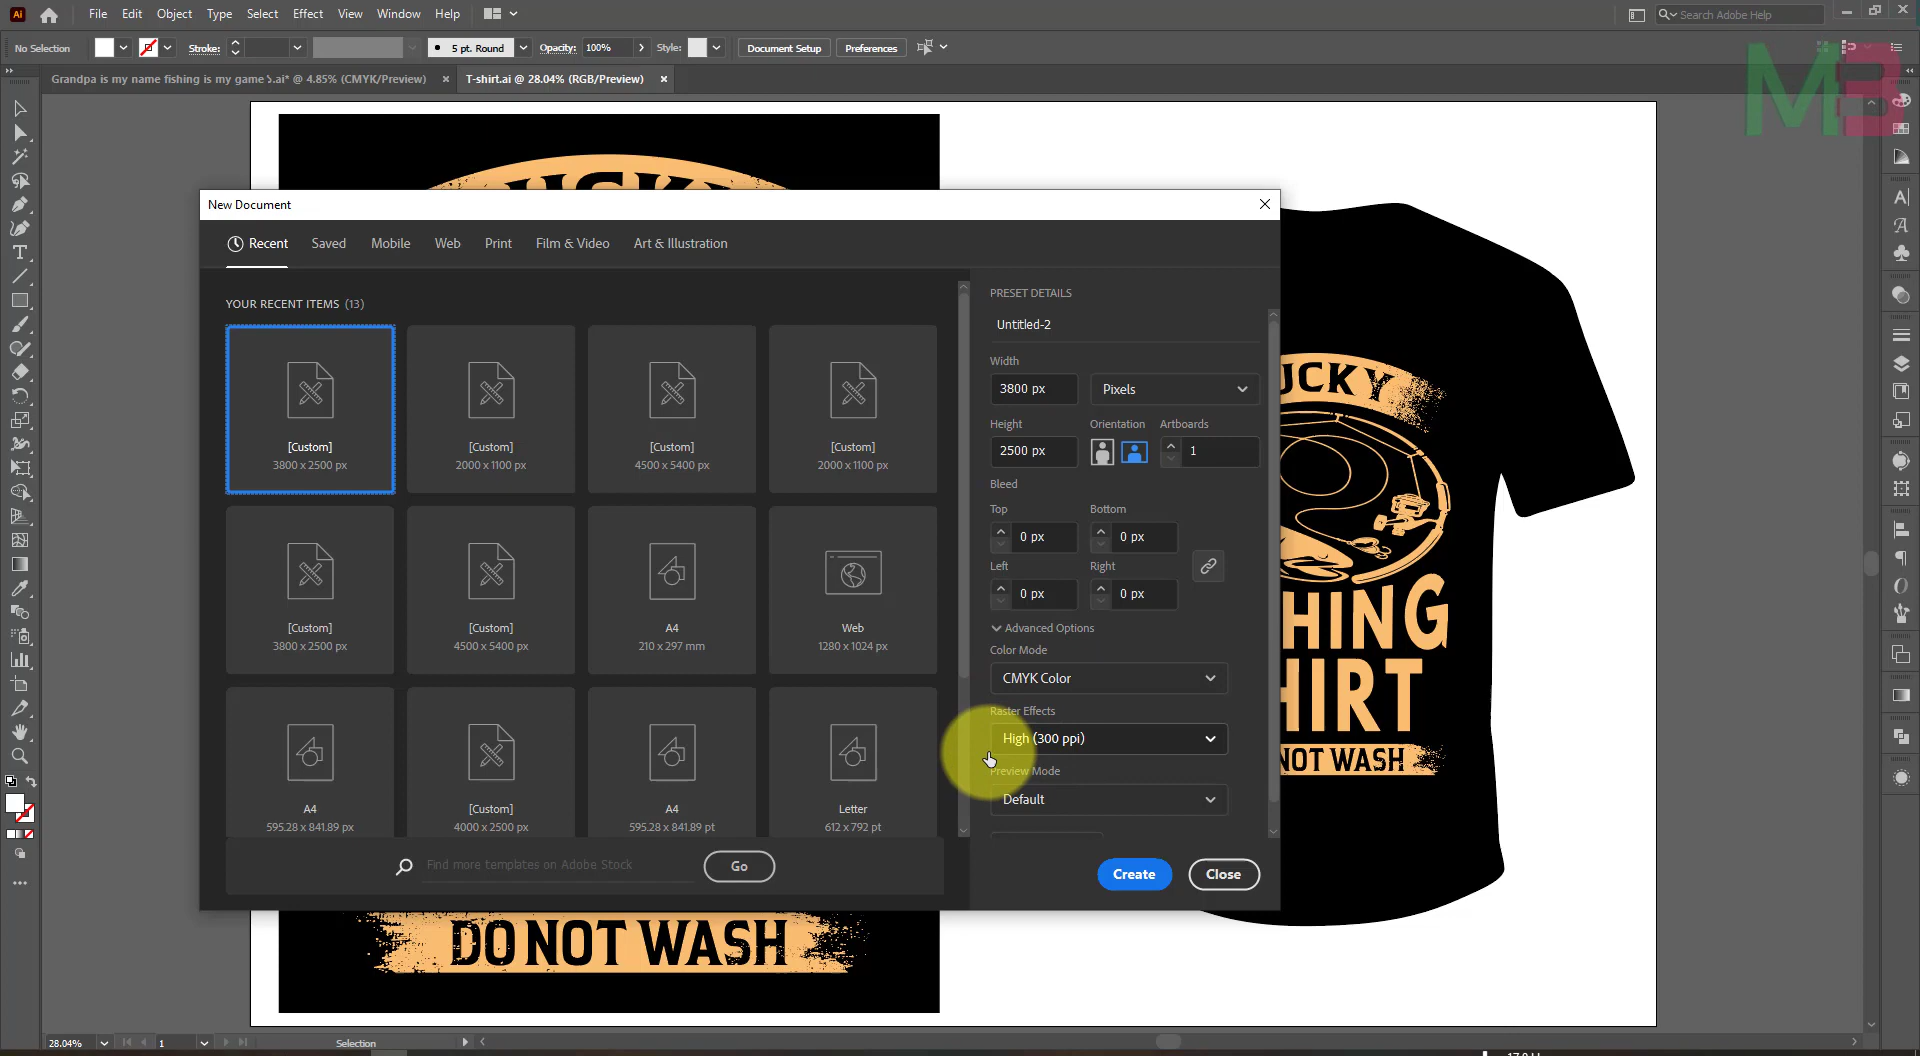 Ai File Edit Object Type Select Effect View Window Help Search Adobe Help
No Selection Stroke: 5 pt. Round Opacity: 100% Style: Document Setup Preferences
Grandpa is my name fishing is my game .ai* @ 4.85% (CMYK/Preview) × T-shirt.ai @ 28.04% (RGB/Preview) ×
M3
New Document
Recent Saved Mobile Web Print Film & Video Art & Illustration
YOUR RECENT ITEMS (13)
[Custom] [Custom] [Custom] [Custom]
3800 x 2500 px 2000 x 1100 px 4500 x 5400 px 2000 x 1100 px
[Custom] [Custom] A4 Web
3800 x 2500 px 4500 x 5400 px 210 x 297 mm 1280 x 1024 px
A4 [Custom] A4 Letter
595.28 x 841.89 px 4000 x 2500 px 595.28 x 841.89 pt 612 x 792 pt
Find more templates on Adobe Stock Go
PRESET DETAILS
Untitled-2
Width
3800 px Pixels
Height Orientation Artboards
2500 px 1
Bleed
Top Bottom
0 px 0 px
Left Right
0 px 0 px
Advanced Options
Color Mode
CMYK Color
Raster Effects
High (300 ppi)
Preview Mode
Default
Create Close
UCKY
HING
HIRT
NOT WASH
DO NOT WASH
28.04% 1 Selection